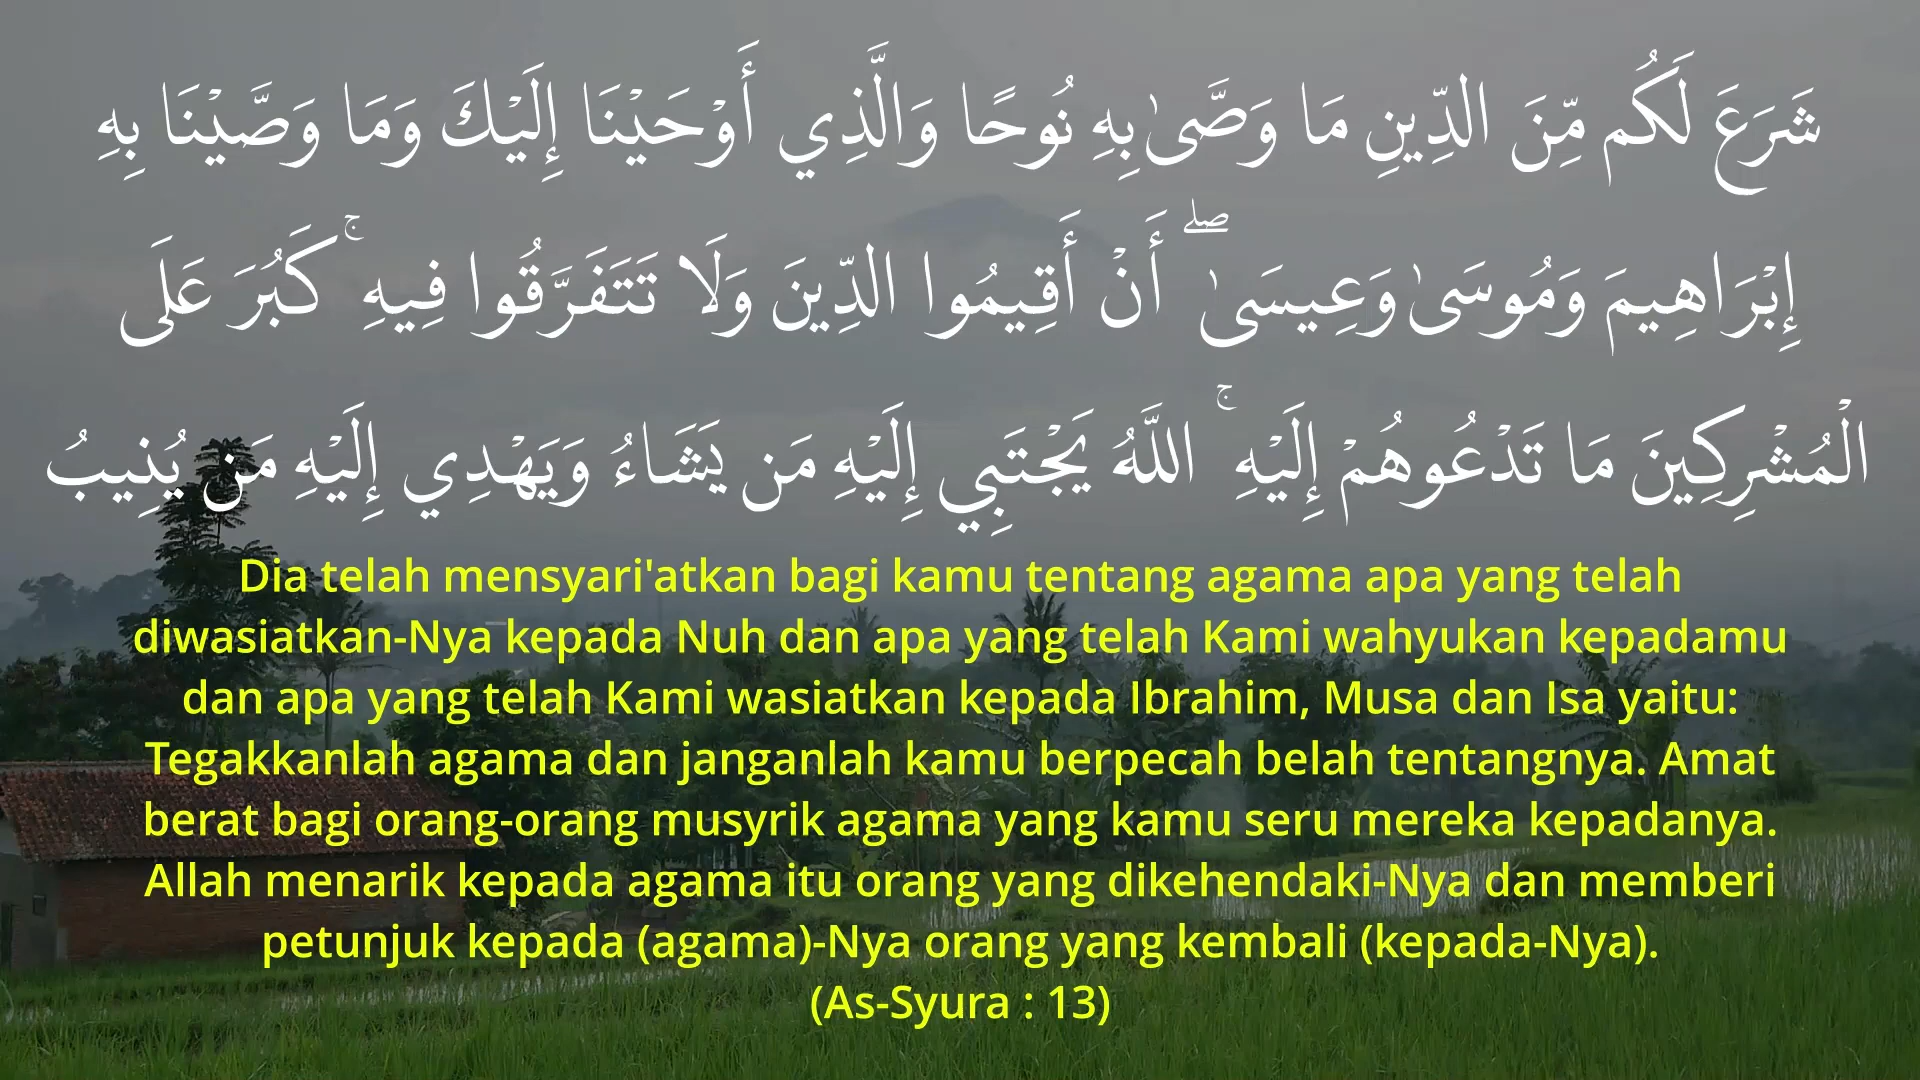 شَرَعَ لَكُم مِّنَ الدِّينِ مَا وَصَّىٰ بِهِ نُوحًا وَالَّذِي أَوْحَيْنَا إِلَيْكَ وَمَا وَصَّيْنَا بِهِ
إِبْرَاهِيمَ وَمُوسَىٰ وَعِيسَىٰ ۖ أَنْ أَقِيمُوا الدِّينَ وَلَا تَتَفَرَّقُوا فِيهِ ۚ كَبُرَ عَلَى
الْمُشْرِكِينَ مَا تَدْعُوهُمْ إِلَيْهِ ۚ اللَّهُ يَجْتَبِي إِلَيْهِ مَن يَشَاءُ وَيَهْدِي إِلَيْهِ مَن يُنِيبُ
Dia telah mensyari'atkan bagi kamu tentang agama apa yang telah
diwasiatkan-Nya kepada Nuh dan apa yang telah Kami wahyukan kepadamu
dan apa yang telah Kami wasiatkan kepada Ibrahim, Musa dan Isa yaitu:
Tegakkanlah agama dan janganlah kamu berpecah belah tentangnya. Amat
berat bagi orang-orang musyrik agama yang kamu seru mereka kepadanya.
Allah menarik kepada agama itu orang yang dikehendaki-Nya dan memberi
petunjuk kepada (agama)-Nya orang yang kembali (kepada-Nya).
(As-Syura : 13)